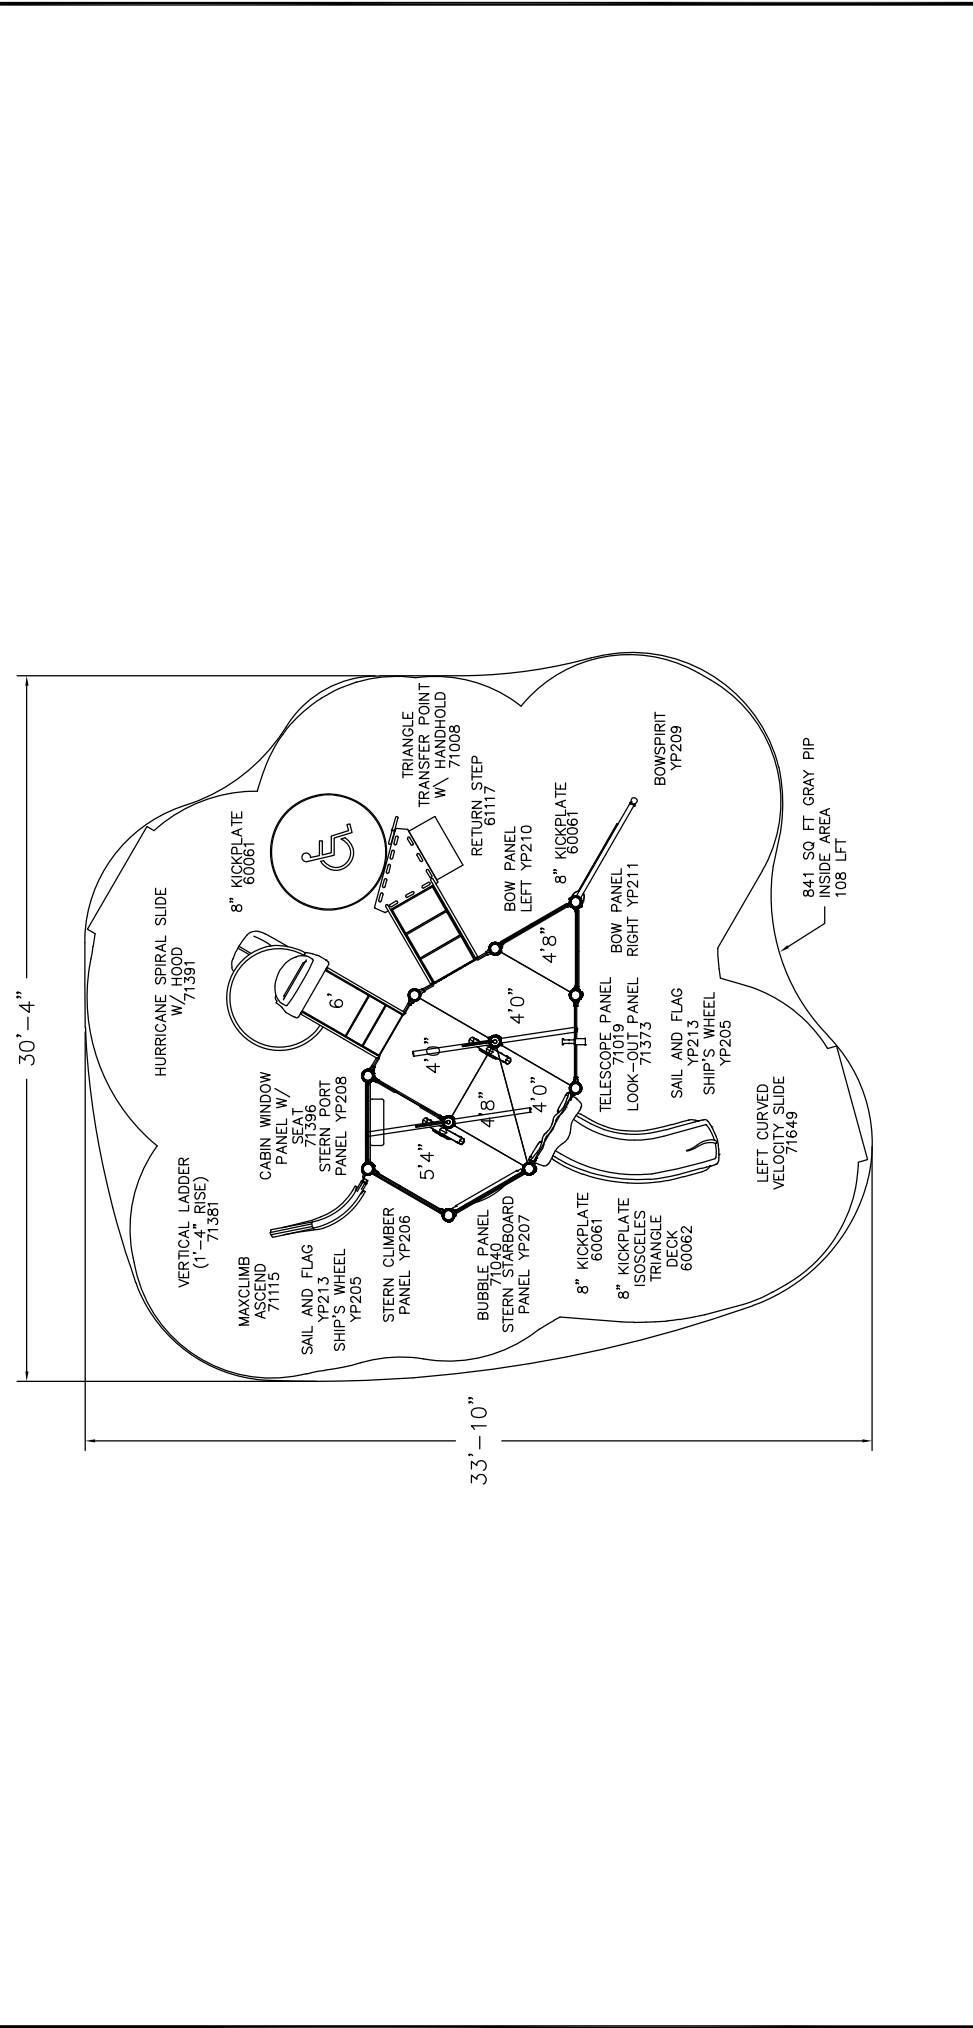 30'-4"
33'-10"
VERTICAL LADDER
(1'-4" RISE)
71381
HURRICANE SPIRAL SLIDE
W/ HOOD
71391
8" KICKPLATE
60061
MAXCLIMB
ASCEND
71115
CABIN WINDOW
PANEL W/
SEAT
71396
STERN PORT
PANEL YP208
SAIL AND FLAG
YP213
SHIP'S WHEEL
YP205
STERN CLIMBER
PANEL YP206
TRIANGLE
TRANSFER POINT
W\ HANDHOLD
71008
RETURN STEP
61117
BOW PANEL
LEFT YP210
8" KICKPLATE
60061
BOWSPIRIT
YP209
6'
4'0"
5'4"
4'8"
4'0"
4'0"
4'8"
BUBBLE PANEL
71040
STERN STARBOARD
PANEL YP207
8" KICKPLATE
60061
8" KICKPLATE
ISOSCELES
TRIANGLE
DECK
60062
TELESCOPE PANEL
71019
LOOK-OUT PANEL
71373
BOW PANEL
RIGHT YP211
SAIL AND FLAG
YP213
SHIP'S WHEEL
YP205
LEFT CURVED
VELOCITY SLIDE
71649
841 SQ FT GRAY PIP
INSIDE AREA
108 LFT